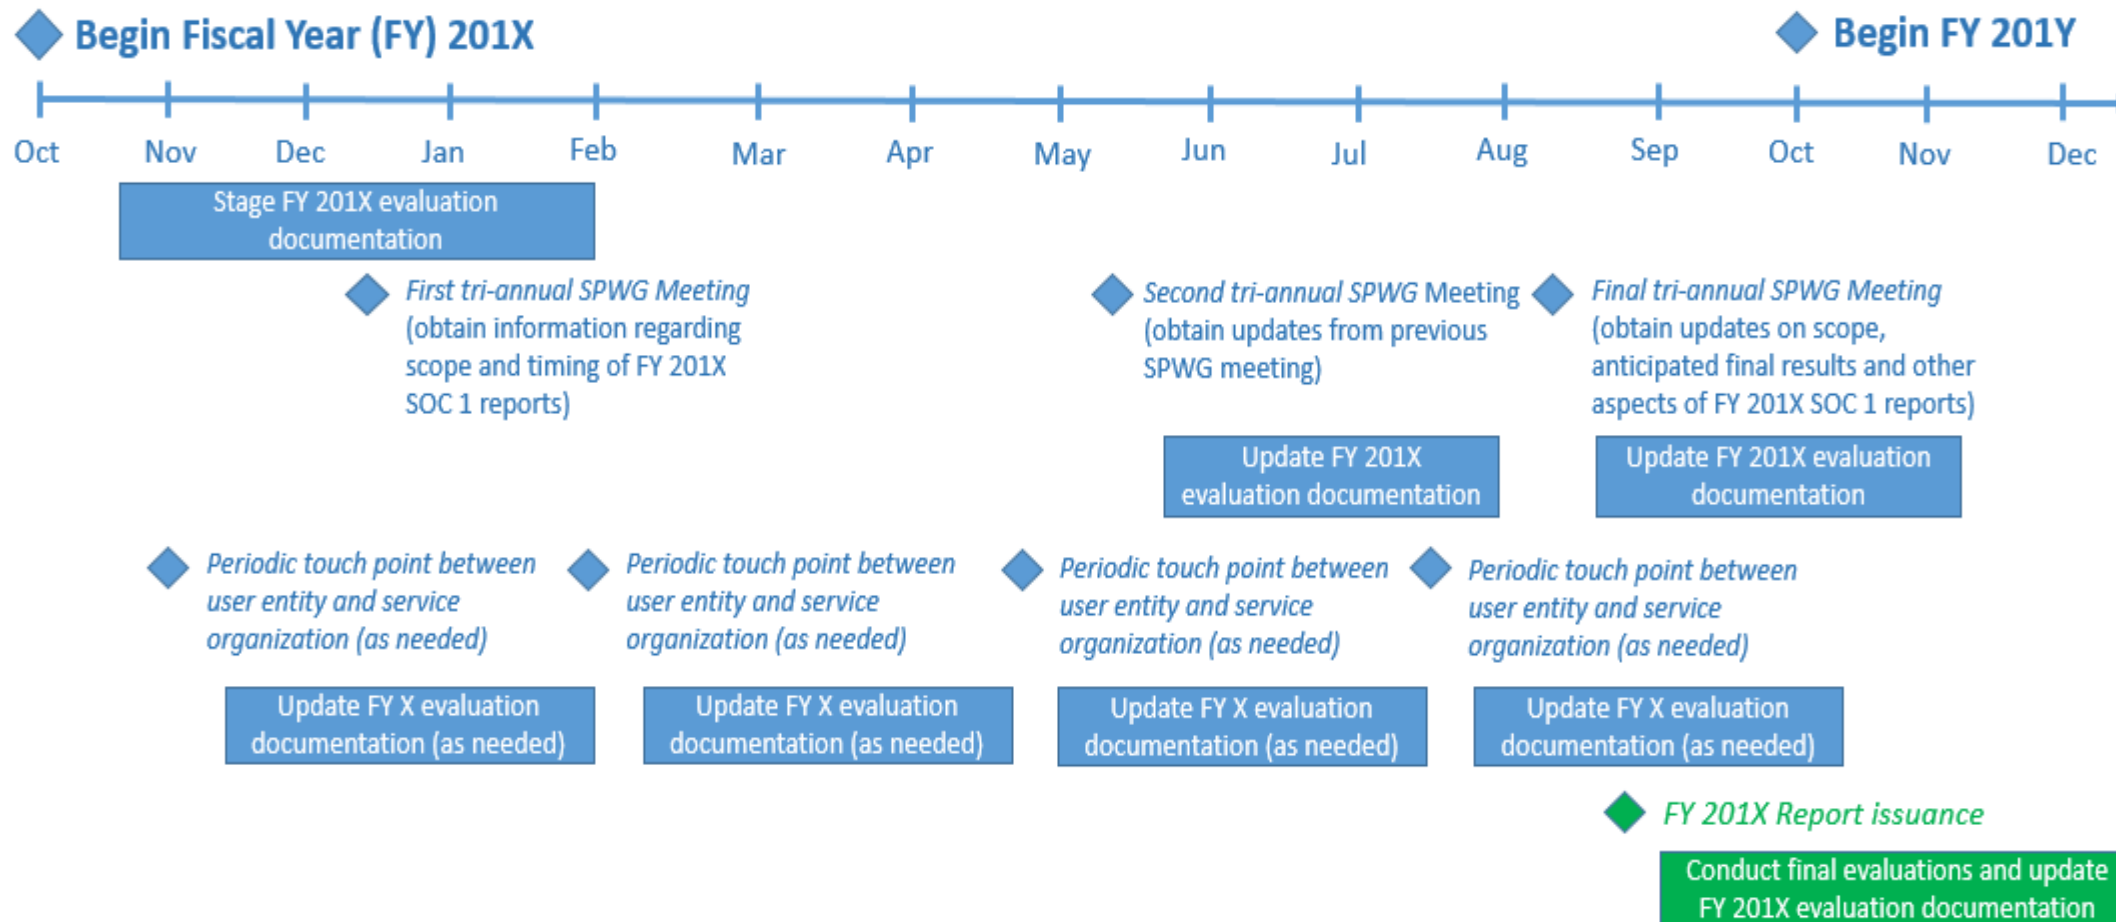 Begin Fiscal Year (FY) 201X
Begin FY 201Y
Oct
Nov
Dec
Jan
Feb
Mar
Apr
May
Jun
Jul
Aug
Sep
Oct
Nov
Dec
Stage FY 201X evaluation
documentation
First tri-annual SPWG Meeting
(obtain information regarding
scope and timing of FY 201X
SOC 1 reports)
Second tri-annual SPWG Meeting
(obtain updates from previous
SPWG meeting)
Final tri-annual SPWG Meeting
(obtain updates on scope,
anticipated final results and other
aspects of FY 201X SOC 1 reports)
Update FY 201X
evaluation documentation
Update FY 201X evaluation
documentation
Periodic touch point between
user entity and service
organization (as needed)
Periodic touch point between
user entity and service
organization (as needed)
Periodic touch point between
user entity and service
organization (as needed)
Periodic touch point between
user entity and service
organization (as needed)
Update FY X evaluation
documentation (as needed)
Update FY X evaluation
documentation (as needed)
Update FY X evaluation
documentation (as needed)
Update FY X evaluation
documentation (as needed)
FY 201X Report issuance
Conduct final evaluations and update
FY 201X evaluation documentation